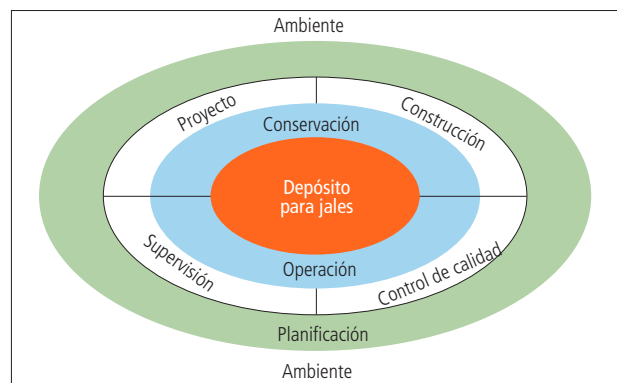 Ambiente
Proyecto
Construcción
Conservación
Depósito
para jales
Supervisión
Operación
Control de calidad
Planificación
Ambiente